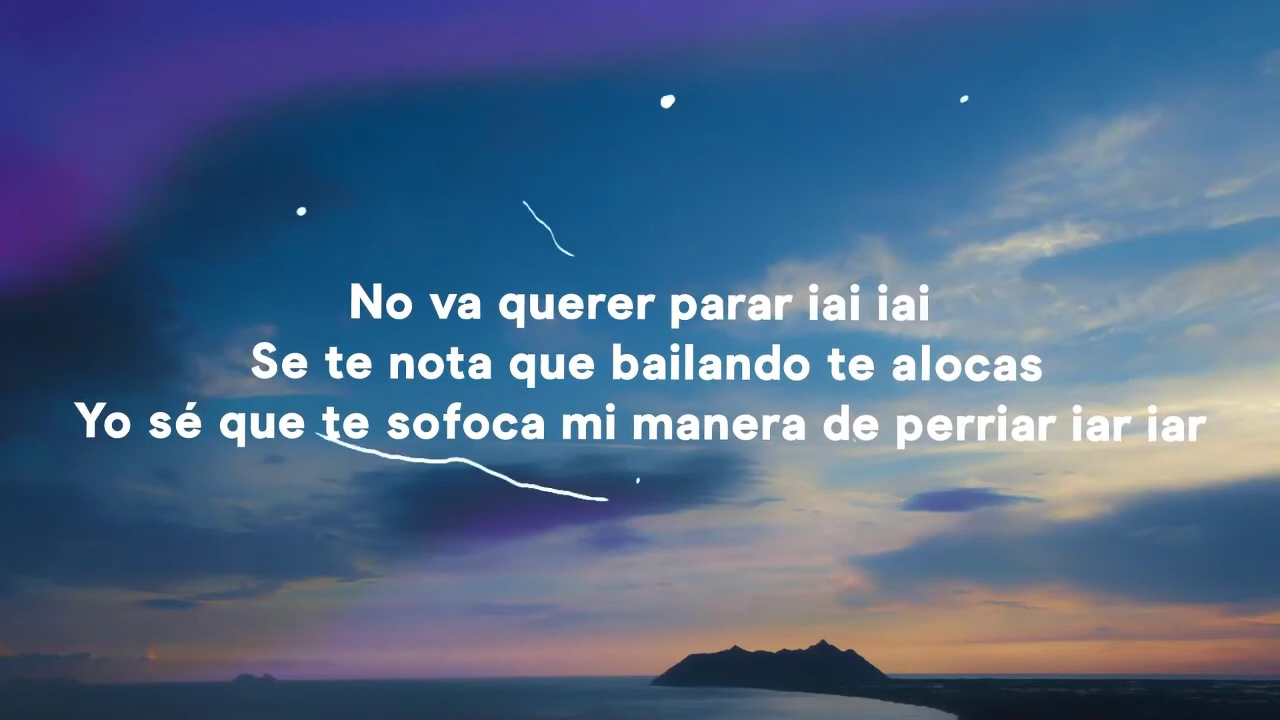 No va querer parar iai iai
Se te nota que bailando te alocas
Yo sé que te sofoca mi manera de perriar iar iar